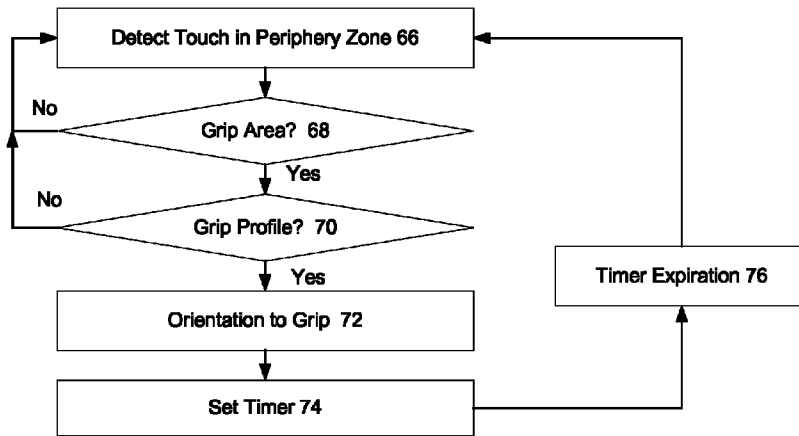 Detect Touch in Periphery Zone 66
No
Grip Area? 68
Yes
No
Grip Profile? 70
Yes
Timer Expiration 76
Orientation to Grip 72
Set Timer 74